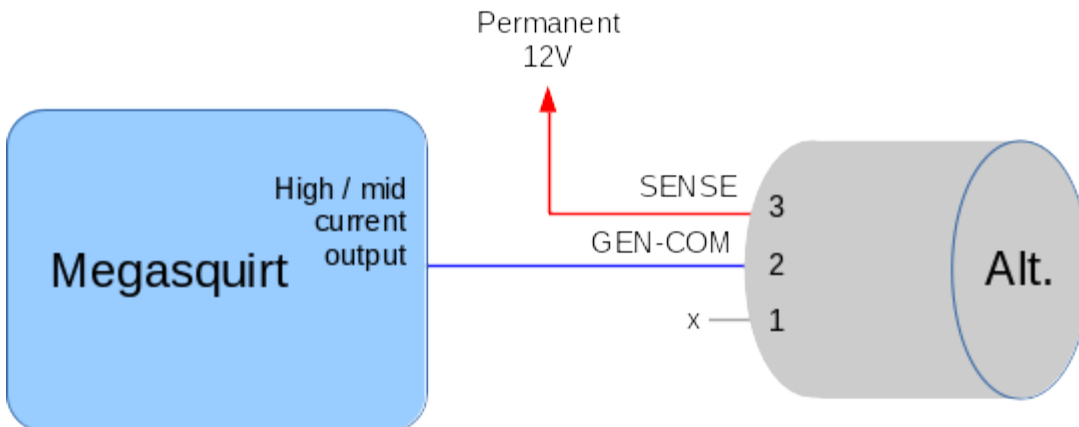 Permanent
12V
High / mid
current
output
Megasquirt
SENSE
3
GEN-COM
2
x
1
Alt.